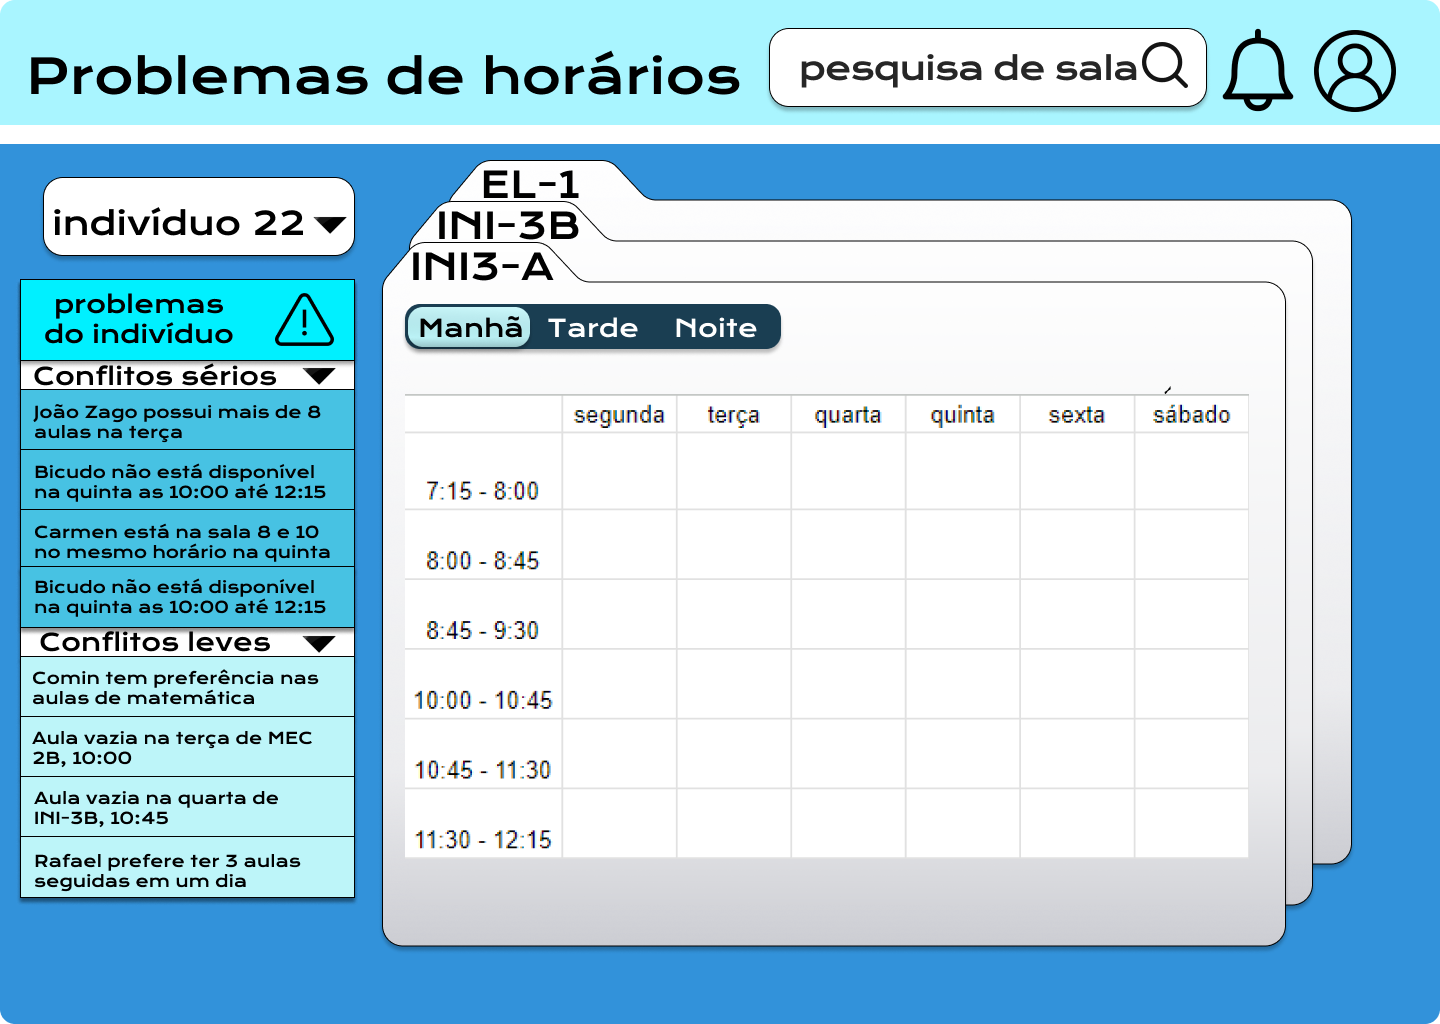 Problemas de horários
pesquisa de sala
indivíduo 22
problemas
do indivíduo
Conflitos sérios
João Zago possui mais de 8
aulas na terça
Bicudo não está disponível
na quinta as 10:00 até 12:15
Carmen está na sala 8 e 10
no mesmo horário na quinta
Bicudo não está disponível
na quinta as 10:00 até 12:15
Conflitos leves
Comin tem preferência nas
aulas de matemática
Aula vazia na terça de MEC
2B, 10:00
Aula vazia na quarta de
INI-3B, 10:45
Rafael prefere ter 3 aulas
seguidas em um dia
EL-1
INI-3B
INI3-A
Manhã Tarde Noite
segunda terça quarta quinta sexta sábado
7:15 - 8:00
8:00 - 8:45
8:45 - 9:30
10:00 - 10:45
10:45 - 11:30
11:30 - 12:15